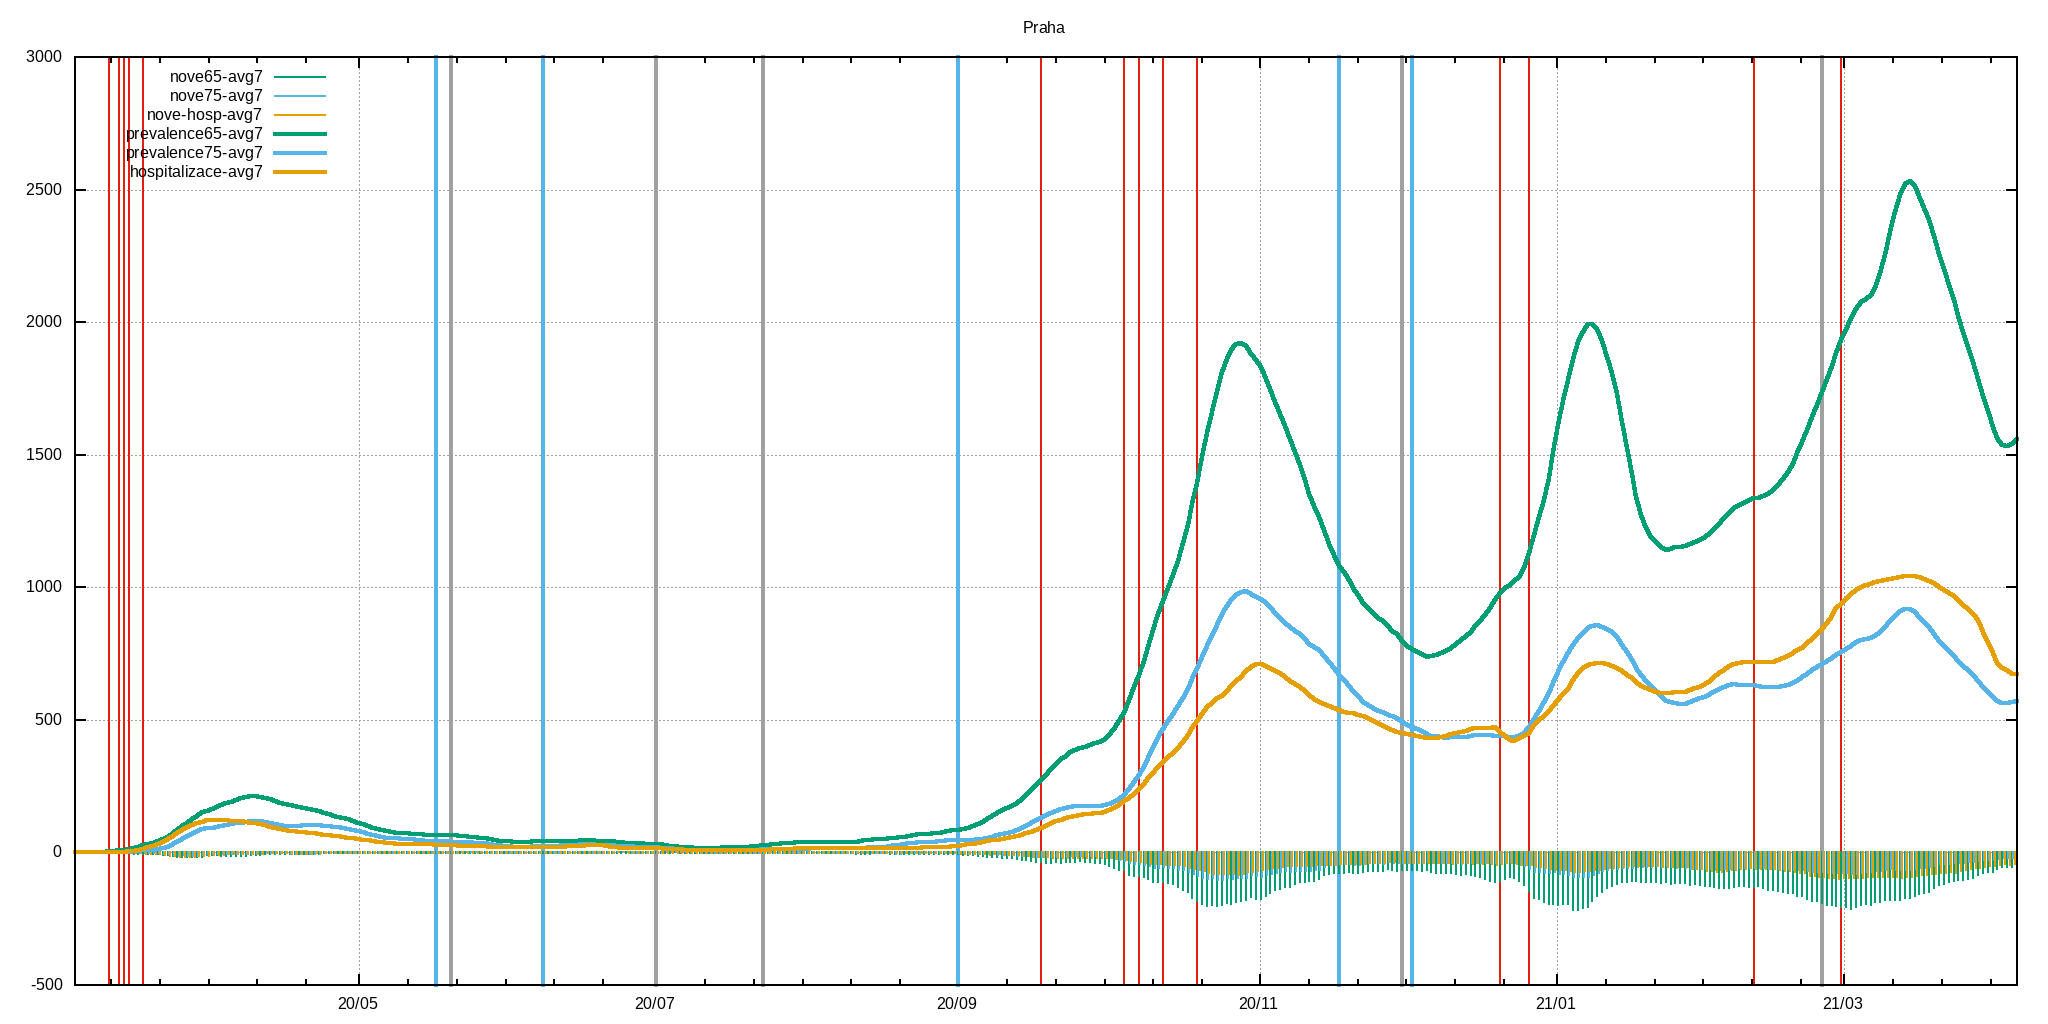 Praha
3000
2500
2000
1500
1000
500
0
-500
nove65-avg7
nove75-avg7
nove-hosp-avg7
prevalence65-avg7
prevalence75-avg7
hospitalizace-avg7
20/05
20/07
20/09
20/11
21/01
21/03